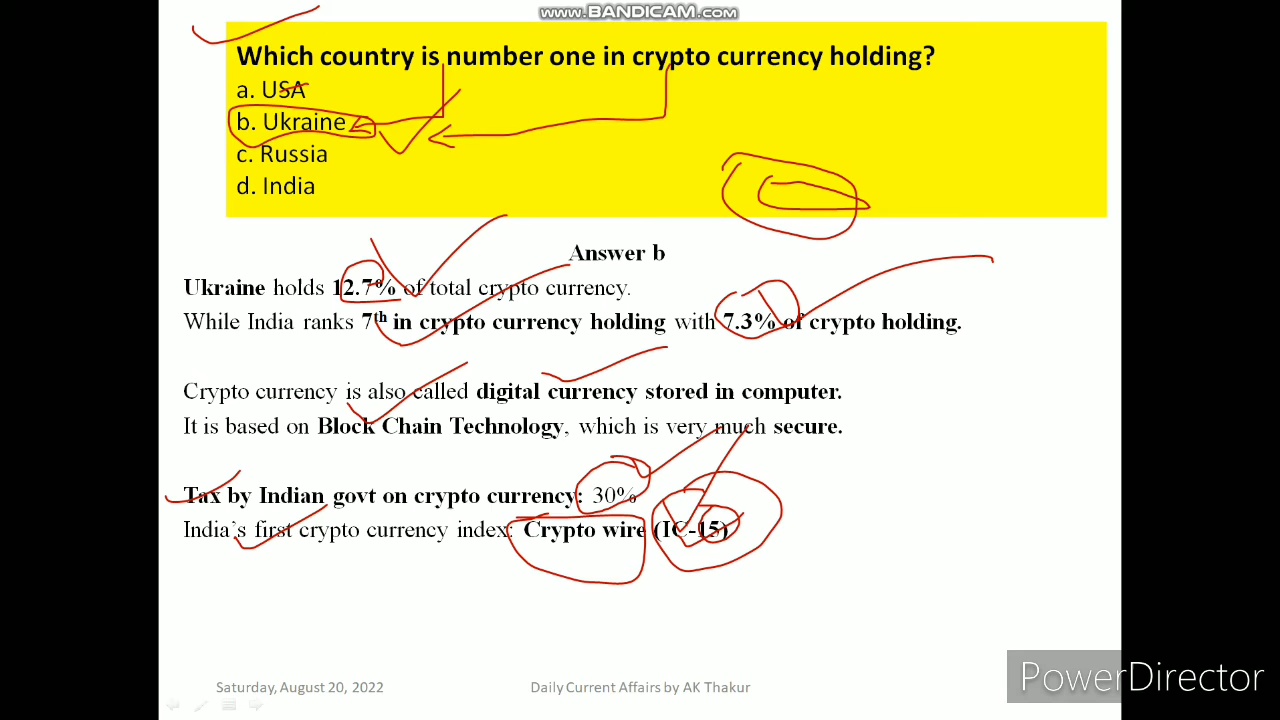 www.BANDICAM.com
Which country is number one in crypto currency holding?
a. USA
b. Ukraine
c. Russia
d. India
Answer b
Ukraine holds 12.7% of total crypto currency.
While India ranks 7th in crypto currency holding with 7.3% of crypto holding.
Crypto currency is also called digital currency stored in computer.
It is based on Block Chain Technology, which is very much secure.
Tax by Indian govt on crypto currency: 30%
India's first crypto currency index: Crypto wire (IC-15)
Saturday, August 20, 2022
Daily Current Affairs by AK Thakur
PowerDirector